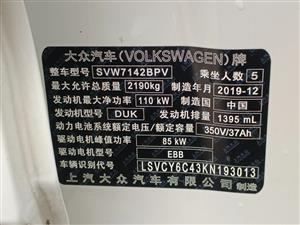 大众汽车(VOLKSWAGEN)牌
整车型号 SVW7142BPV 乘坐人数 5
最大允许总质量 2190kg 制造年月 2019-12
发动机最大净功率 110 kW 制造国 中国
发动机型号 DUK 发动机排量 1395 mL
动力电池系统额定电压/额定容量 350V/37Ah
驱动电机峰值功率 85 kW
驱动电机型号 EBB
车辆识别代号 LSVCY6C43KN193013
上汽大众汽车有限公司 制造